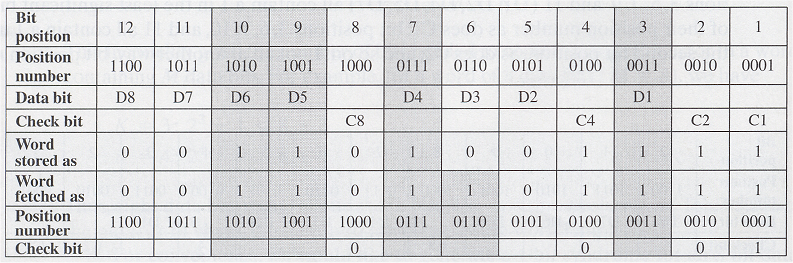 Bit
position 12 11 10 9 8 7 6 5 4 3 2 1
Position
number 1100 1011 1010 1001 1000 0111 0110 0101 0100 0011 0010 0001
Data bit D8 D7 D6 D5 D4 D3 D2 D1
Check bit C8 C4 C2 C1
Word
stored as 0 0 1 1 0 1 0 0 1 1 1 1
Word
fetched as 0 0 1 1 0 1 1 0 1 1 1 1
Position
number 1100 1011 1010 1001 1000 0111 0110 0101 0100 0011 0010 0001
Check bit 0 0 0 1